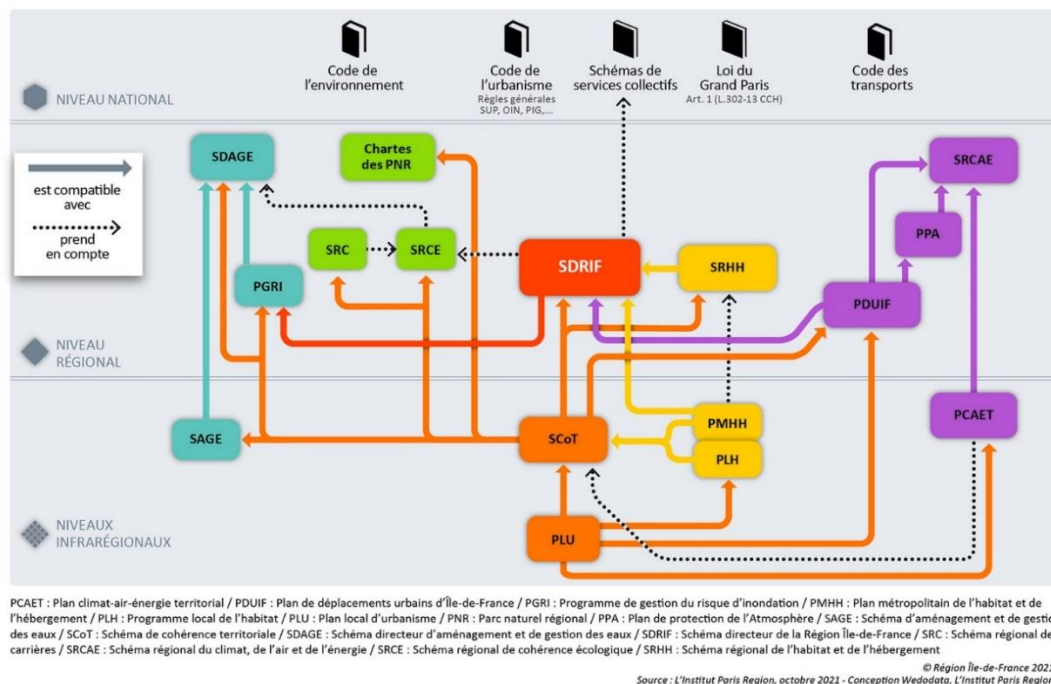 Code de
l'environnement
Code de
l'urbanisme
Règles générales
SUP, OIN, PIG,...
Schémas de
services collectifs
Loi du
Grand Paris
Art. 1 (L.302-13 CCH)
Code des
transports
NIVEAU NATIONAL
est compatible
avec
prend
en compte
SDAGE
Chartes
des PNR
SRCAE
PPA
SRC
SRCE
SDRIF
SRHH
PGRI
PDUIF
NIVEAU
RÉGIONAL
SAGE
SCoT
PMHH
PLH
PCAET
PLU
NIVEAUX
INFRARÉGIONAUX
PCAET : Plan climat-air-énergie territorial / PDUIF : Plan de déplacements urbains d'Île-de-France / PGRI : Programme de gestion du risque d'inondation / PMHH : Plan métropolitain de l'habitat et de
l'hébergement / PLH : Programme local de l'habitat / PLU : Plan local d'urbanisme / PNR : Parc naturel régional / PPA : Plan de protection de l'Atmosphère / SAGE : Schéma d'aménagement et de gestio
des eaux / SCoT : Schéma de cohérence territoriale / SDAGE : Schéma directeur d'aménagement et de gestion des eaux / SDRIF : Schéma directeur de la Région Île-de-France / SRC : Schéma régional de
carrières / SRCAE : Schéma régional du climat, de l'air et de l'énergie / SRCE : Schéma régional de cohérence écologique / SRHH : Schéma régional de l'habitat et de l'hébergement
© Région Île-de-France 2021
Source : L'Institut Paris Region, octobre 2021 - Conception Wedodata, L'Institut Paris Region